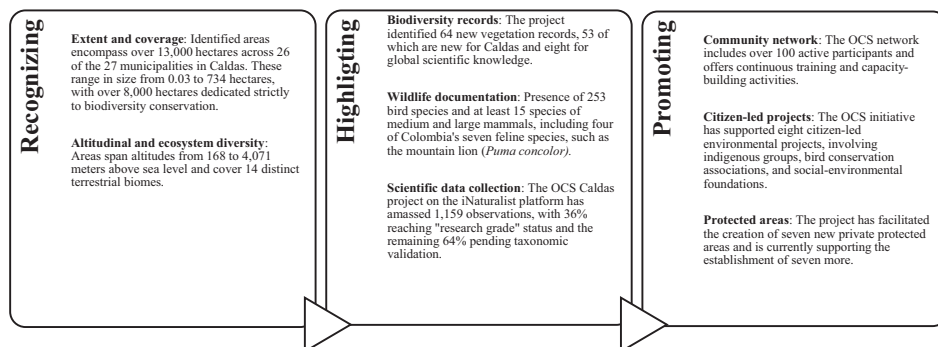 Recognizing
Extent and coverage: Identified areas
encompass over 13,000 hectares across 26
of the 27 municipalities in Caldas. These
range in size from 0.03 to 734 hectares,
with over 8,000 hectares dedicated strictly
to biodiversity conservation.
Altitudinal and ecosystem diversity:
Areas span altitudes from 168 to 4,071
meters above sea level and cover 14 distinct
terrestrial biomes.
Highligting
Biodiversity records: The project
identified 64 new vegetation records, 53 of
which are new for Caldas and eight for
global scientific knowledge.
Wildlife documentation: Presence of 253
bird species and at least 15 species of
medium and large mammals, including four
of Colombia's seven feline species, such as
the mountain lion (Puma concolor).
Scientific data collection: The OCS Caldas
project on the iNaturalist platform has
amassed 1,159 observations, with 36%
reaching "research grade" status and the
remaining 64% pending taxonomic
validation.
Promoting
Community network: The OCS network
includes over 100 active participants and
offers continuous training and capacity-
building activities.
Citizen-led projects: The OCS initiative
has supported eight citizen-led
environmental projects, involving
indigenous groups, bird conservation
associations, and social-environmental
foundations.
Protected areas: The project has facilitated
the creation of seven new private protected
areas and is currently supporting the
establishment of seven more.